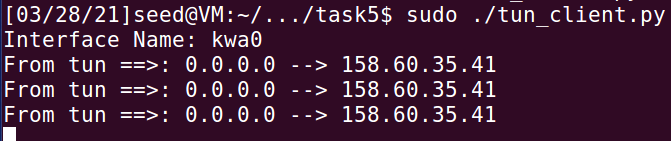 [03/28/21]seed@VM:~/.../task5$ sudo ./tun_client.py
Interface Name: kwa0
From tun ==>: 0.0.0.0 --> 158.60.35.41
From tun ==>: 0.0.0.0 --> 158.60.35.41
From tun ==>: 0.0.0.0 --> 158.60.35.41